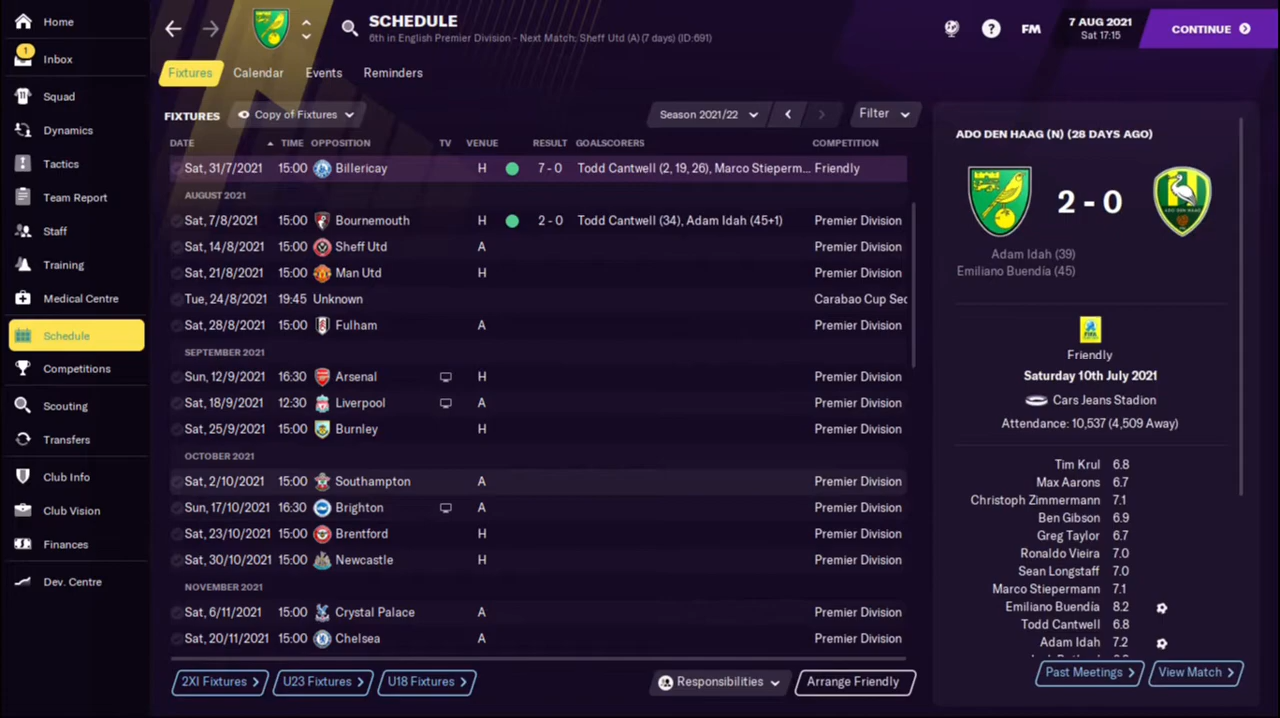 Home
1
Inbox
Squad
Dynamics
Tactics
Team Report
Staff
Training
Medical Centre
Schedule
Competitions
Scouting
Transfers
Club Info
Club Vision
Finances
Dev. Centre
SCHEDULE
6th in English Premier Division - Next Match: Sheff Utd (A) (7 days) (ID:691)
? FM 7 AUG 2021 Sat 17:15 CONTINUE
Fixtures Calendar Events Reminders
FIXTURES Copy of Fixtures Season 2021/22 Filter
DATE TIME OPPOSITION TV VENUE RESULT GOALSCORERS COMPETITION
Sat, 31/7/2021 15:00 Billericay H 7 - 0 Todd Cantwell (2, 19, 26), Marco Stieperm... Friendly
AUGUST 2021
Sat, 7/8/2021 15:00 Bournemouth H 2 - 0 Todd Cantwell (34), Adam Idah (45+1) Premier Division
Sat, 14/8/2021 15:00 Sheff Utd A Premier Division
Sat, 21/8/2021 15:00 Man Utd H Premier Division
Tue, 24/8/2021 19:45 Unknown Carabao Cup Sec
Sat, 28/8/2021 15:00 Fulham A Premier Division
SEPTEMBER 2021
Sun, 12/9/2021 16:30 Arsenal H Premier Division
Sat, 18/9/2021 12:30 Liverpool A Premier Division
Sat, 25/9/2021 15:00 Burnley H Premier Division
OCTOBER 2021
Sat, 2/10/2021 15:00 Southampton A Premier Division
Sun, 17/10/2021 16:30 Brighton A Premier Division
Sat, 23/10/2021 15:00 Brentford H Premier Division
Sat, 30/10/2021 15:00 Newcastle H Premier Division
NOVEMBER 2021
Sat, 6/11/2021 15:00 Crystal Palace A Premier Division
Sat, 20/11/2021 15:00 Chelsea A Premier Division
2XI Fixtures U23 Fixtures U18 Fixtures Responsibilities Arrange Friendly
ADO DEN HAAG (N) (28 DAYS AGO)
2 - 0
Adam Idah (39)
Emiliano Buendía (45)
Friendly
Saturday 10th July 2021
Cars Jeans Stadion
Attendance: 10,537 (4,509 Away)
Tim Krul 6.8
Max Aarons 6.7
Christoph Zimmermann 7.1
Ben Gibson 6.9
Greg Taylor 6.7
Ronaldo Vieira 7.0
Sean Longstaff 7.0
Marco Stiepermann 7.1
Emiliano Buendía 8.2
Todd Cantwell 6.8
Adam Idah 7.2
Past Meetings View Match